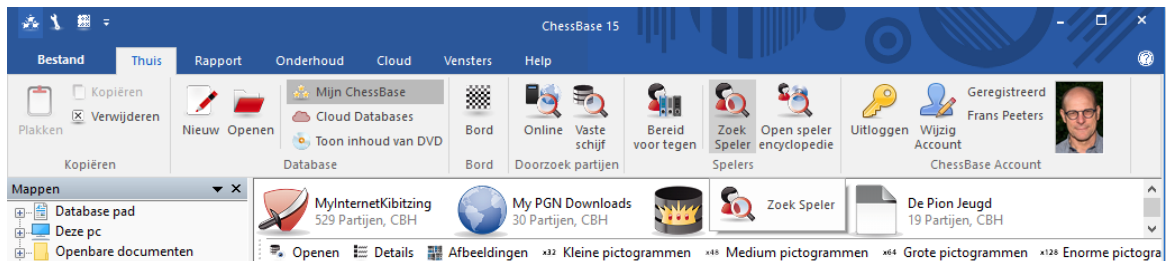 ChessBase 15
Bestand Thuis Rapport Onderhoud Cloud Vensters Help
Plakken
Kopiëren
Verwijderen
Kopiëren
Nieuw Openen
Mijn ChessBase
Cloud Databases
Toon inhoud van DVD
Database
Bord
Bord
Online
Vaste
schijf
Doorzoek partijen
Bereid
voor tegen
Zoek
Speler
Open speler
encyclopedie
Spelers
Uitloggen
Wijzig
Account
Geregistreerd
Frans Peeters
ChessBase Account
Mappen
Database pad
Deze pc
Openbare documenten
MyInternetKibitzing
529 Partijen, CBH
My PGN Downloads
30 Partijen, CBH
Zoek Speler
De Pion Jeugd
19 Partijen, CBH
Openen Details Afbeeldingen x32 Kleine pictogrammen x48 Medium pictogrammen x64 Grote pictogrammen x128 Enorme pictogra